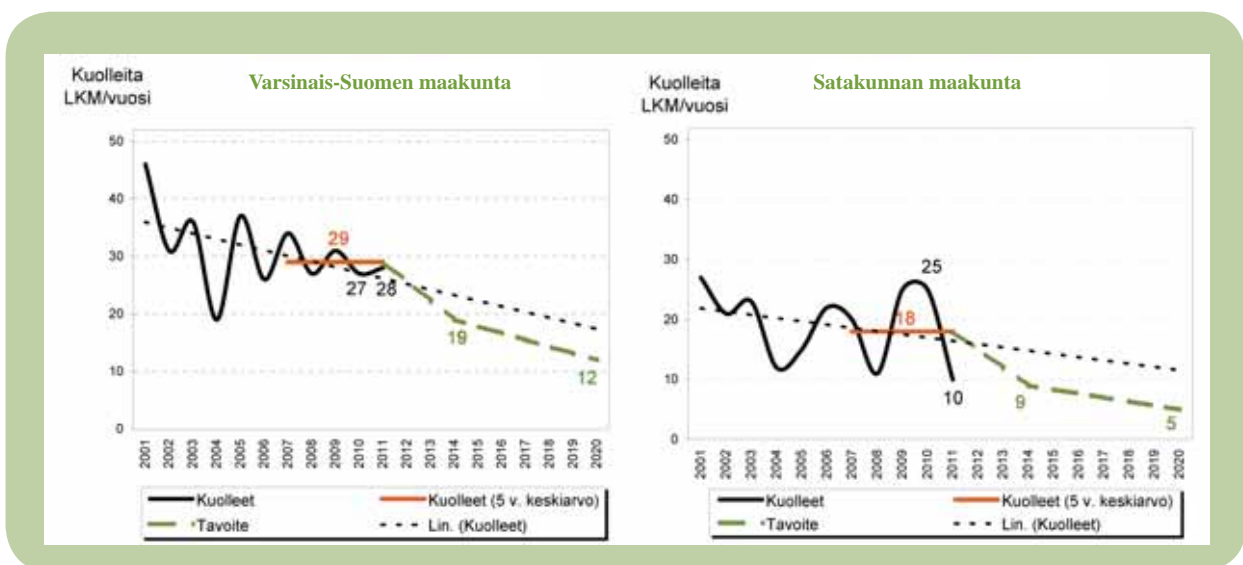 Kuolleita
LKM/vuosi
Varsinais-Suomen maakunta
50
40
30
20
10
0
29
27 28
19
12
2001 2002 2003 2004 2005 2006 2007 2008 2009 2010 2011 2012 2013 2014 2015 2016 2017 2018 2019 2020
Kuolleet
Kuolleet (5 v. keskiarvo)
Tavoite
Lin. (Kuolleet)
Kuolleita
LKM/vuosi
Satakunnan maakunta
50
40
30
20
10
0
25
18
10
9
5
2001 2002 2003 2004 2005 2006 2007 2008 2009 2010 2011 2012 2013 2014 2015 2016 2017 2018 2019 2020
Kuolleet
Kuolleet (5 v. keskiarvo)
Tavoite
Lin. (Kuolleet)